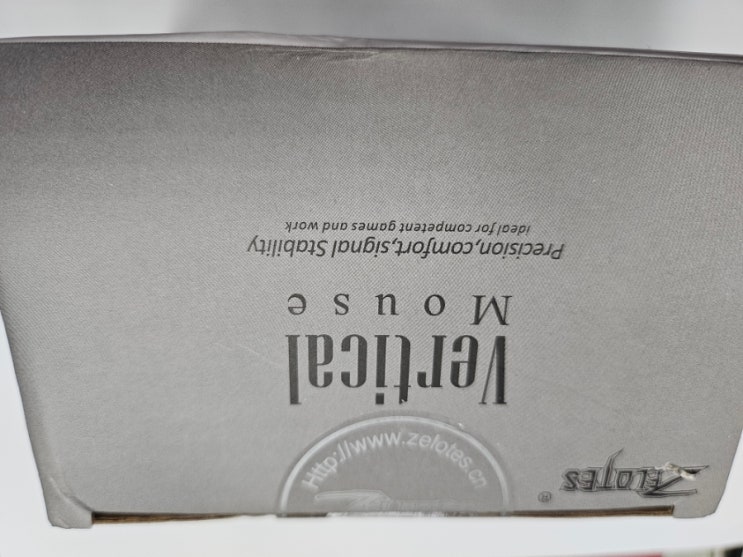 ZELOTES®
Http://www.zelotes.cn
Vertical
Mouse
Precision,comfort,signal Stability
ideal for competent games and work